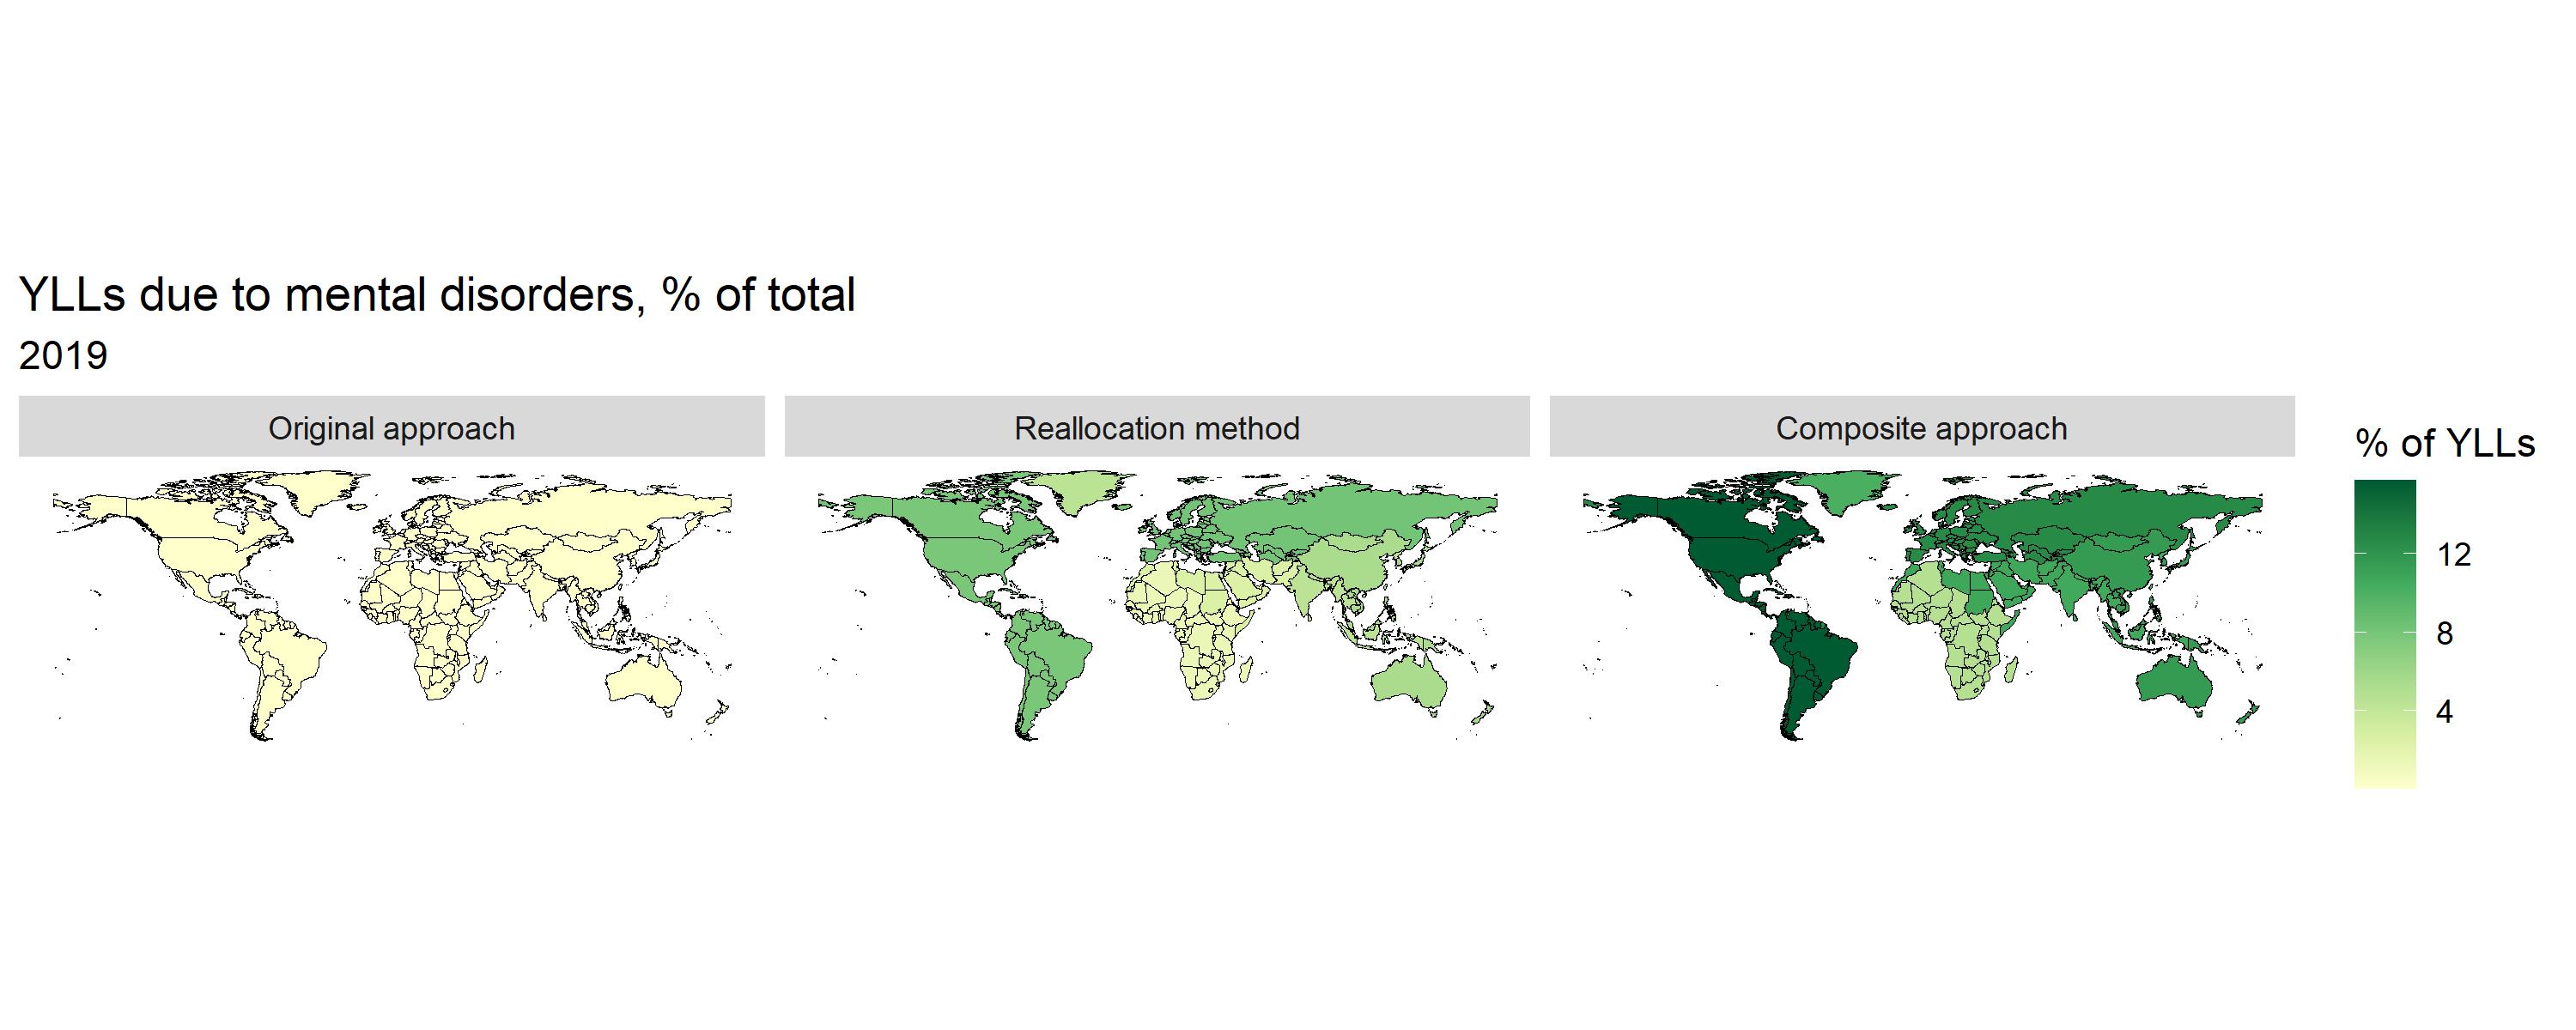 YLLs due to mental disorders, % of total
2019
Original approach
Reallocation method
Composite approach
% of YLLs
12
8
4